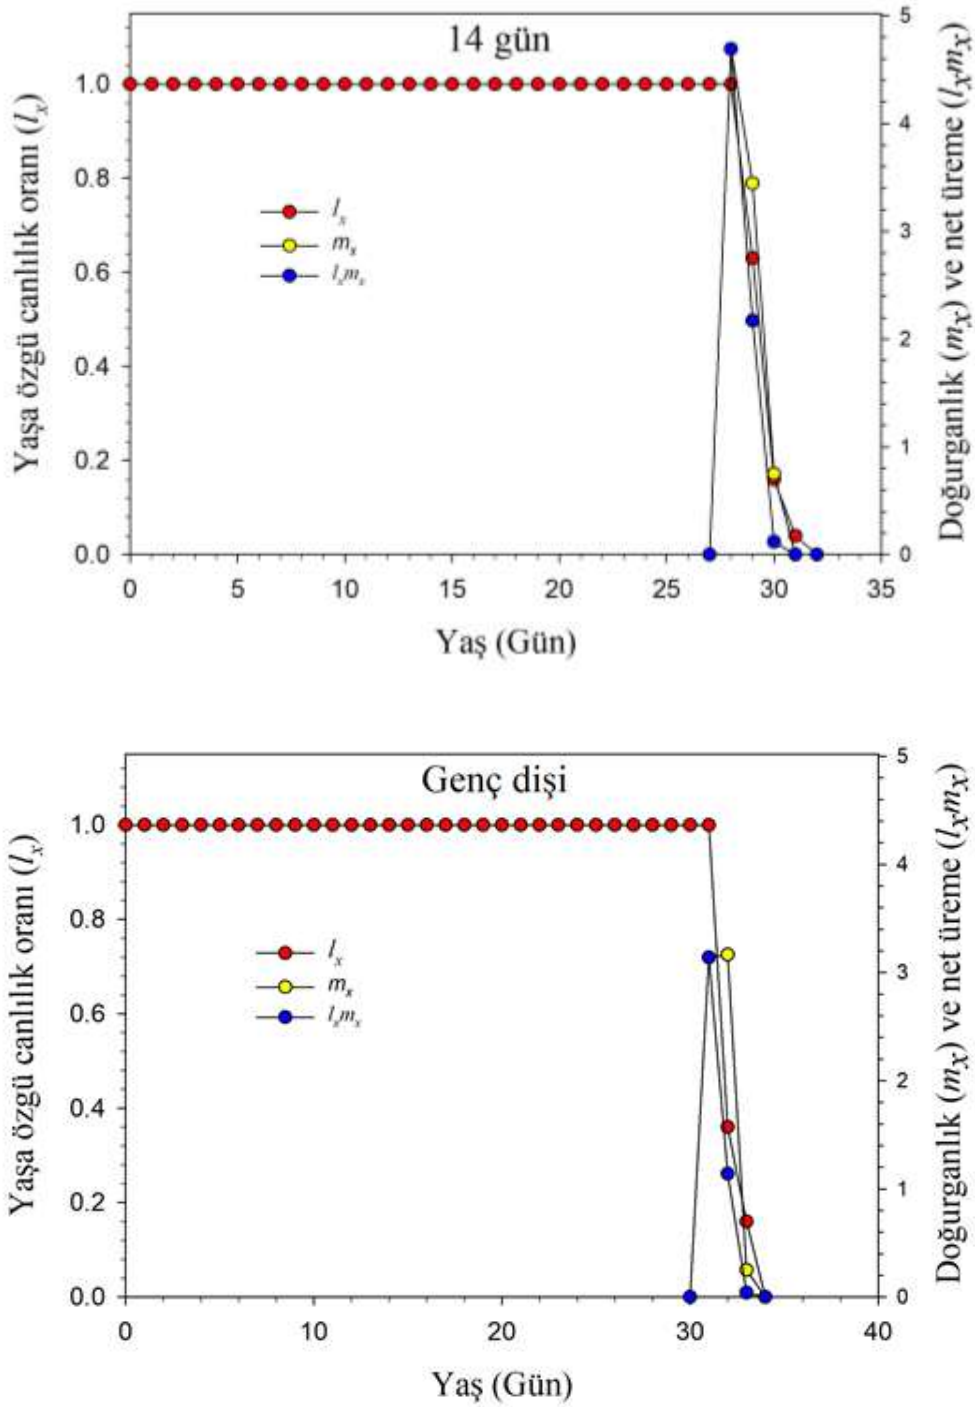 14 gün
Yaşa özgü canlılık oranı (lx)
1.0
0.8
0.6
0.4
0.2
0.0
lx
mx
lxmx
5
4
3
2
1
0
Doğurganlık (mx) ve net üreme (lxmx)
0 5 10 15 20 25 30 35
Yaş (Gün)
Genç dişi
Yaşa özgü canlılık oranı (lx)
1.0
0.8
0.6
0.4
0.2
0.0
lx
mx
lxmx
5
4
3
2
1
0
Doğurganlık (mx) ve net üreme (lxmx)
0 10 20 30 40
Yaş (Gün)